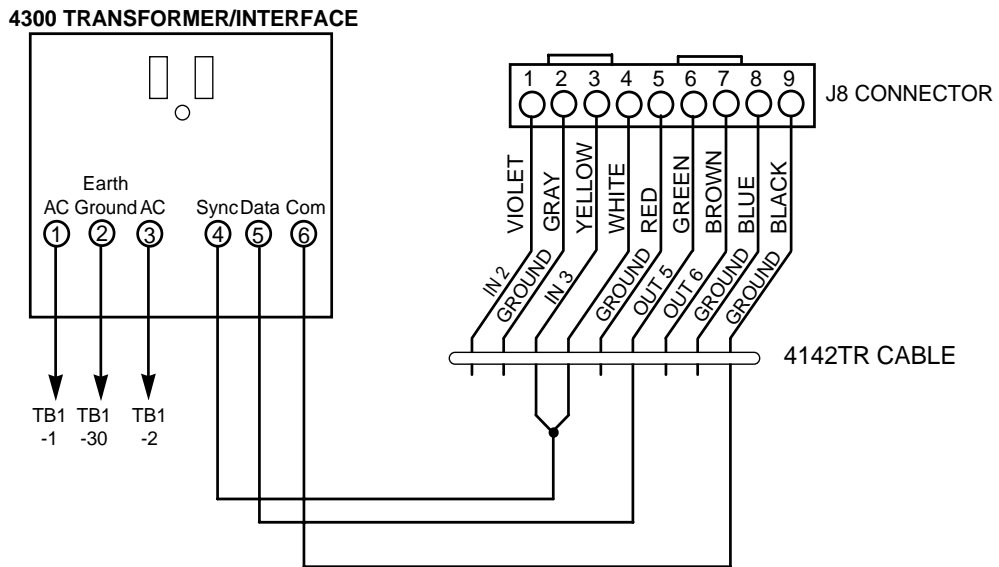 4300 TRANSFORMER/INTERFACE
Earth
AC Ground AC Sync Data Com
1 2 3 4 5 6
TB1 TB1 TB1
-1 -30 -2
1 2 3 4 5 6 7 8 9
J8 CONNECTOR
VIOLET
GRAY
YELLOW
WHITE
RED
GREEN
BROWN
BLUE
BLACK
IN 2
GROUND
IN 3
GROUND
OUT 5
OUT 6
GROUND
GROUND
4142TR CABLE